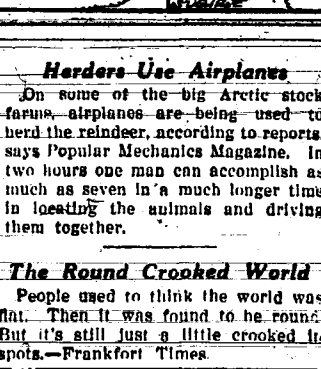 Herders Use Airplanes
On some of the big Arctic stock
farms, airplanes are being used to
herd the reindeer, according to reports
says Popular Mechanics Magazine. In
two hours one man can accomplish as
much as seven in a much longer time
in locating the animals and driving
them together.
The Round Crooked World
People used to think the world was
flat. Then it was found to be round.
But it's still just a little crooked in
spots.—Frankfort Times.